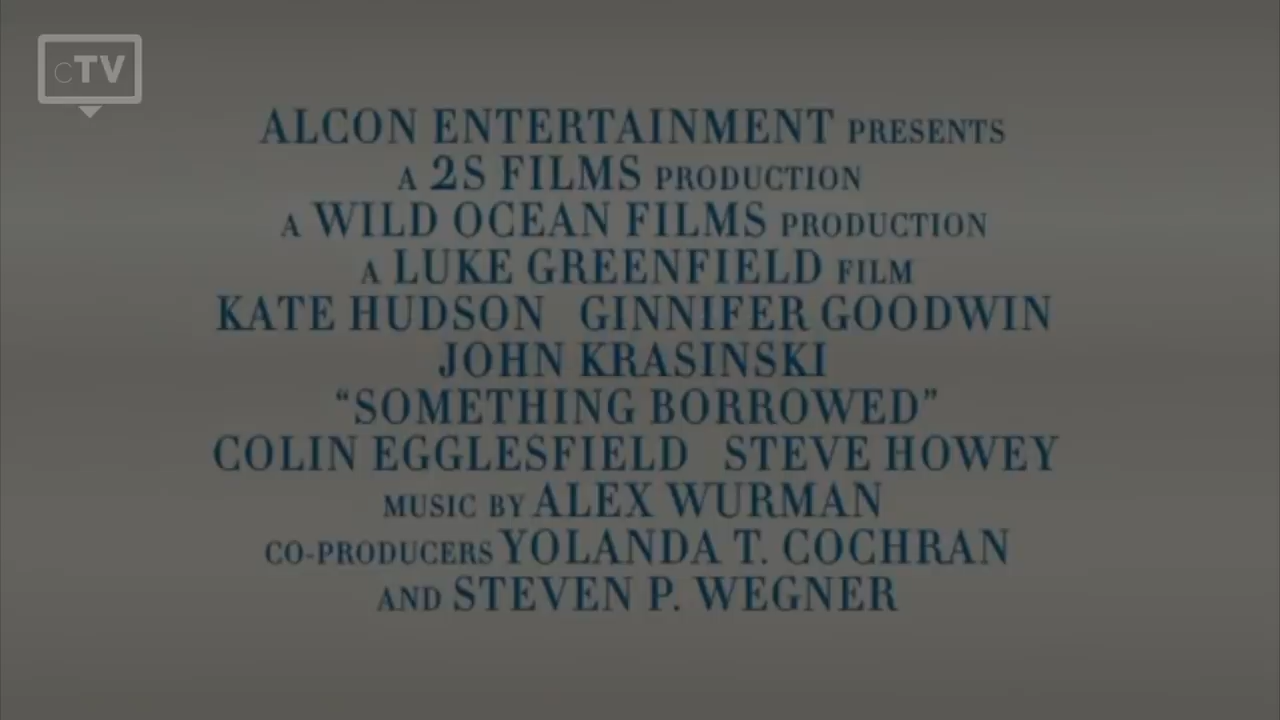 cTV
ALCON ENTERTAINMENT PRESENTS
A 2S FILMS PRODUCTION
A WILD OCEAN FILMS PRODUCTION
A LUKE GREENFIELD FILM
KATE HUDSON GINNIFER GOODWIN
JOHN KRASINSKI
“SOMETHING BORROWED”
COLIN EGGLESFIELD STEVE HOWEY
MUSIC BY ALEX WURMAN
CO-PRODUCERS YOLANDA T. COCHRAN
AND STEVEN P. WEGNER